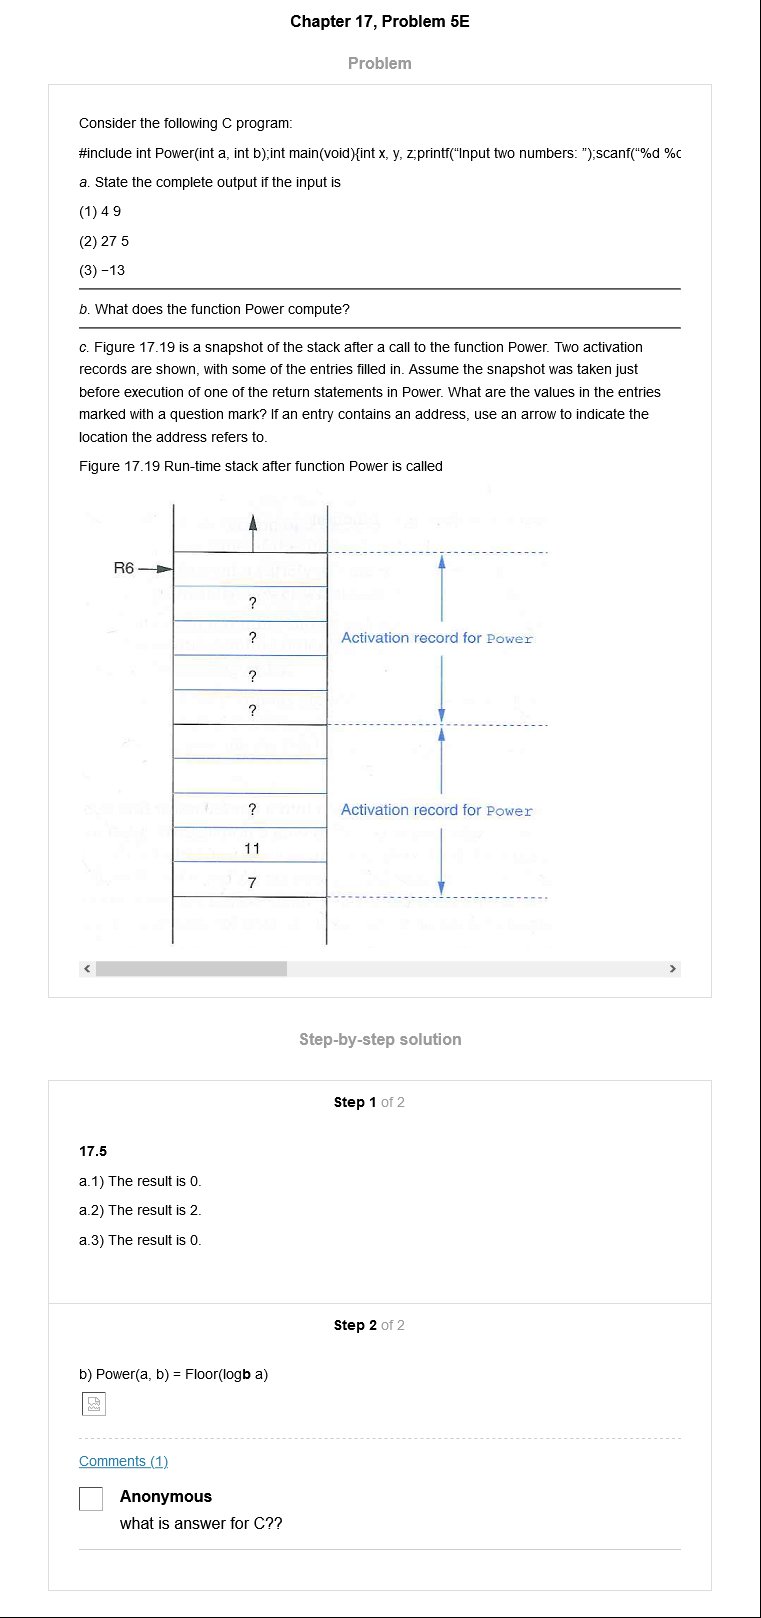 Chapter 17, Problem 5E
Problem
Consider the following C program:
#include int Power(int a, int b);int main(void){int x, y, z;printf(“Input two numbers: ”);scanf(“%d %c
a. State the complete output if the input is
(1) 4 9
(2) 27 5
(3) −13
b. What does the function Power compute?
c. Figure 17.19 is a snapshot of the stack after a call to the function Power. Two activation
records are shown, with some of the entries filled in. Assume the snapshot was taken just
before execution of one of the return statements in Power. What are the values in the entries
marked with a question mark? If an entry contains an address, use an arrow to indicate the
location the address refers to.
Figure 17.19 Run-time stack after function Power is called
R6
?
?
Activation record for Power
?
?
?
Activation record for Power
11
7
Step-by-step solution
Step 1 of 2
17.5
a.1) The result is 0.
a.2) The result is 2.
a.3) The result is 0.
Step 2 of 2
b) Power(a, b) = Floor(logb a)
Comments (1)
Anonymous
what is answer for C??